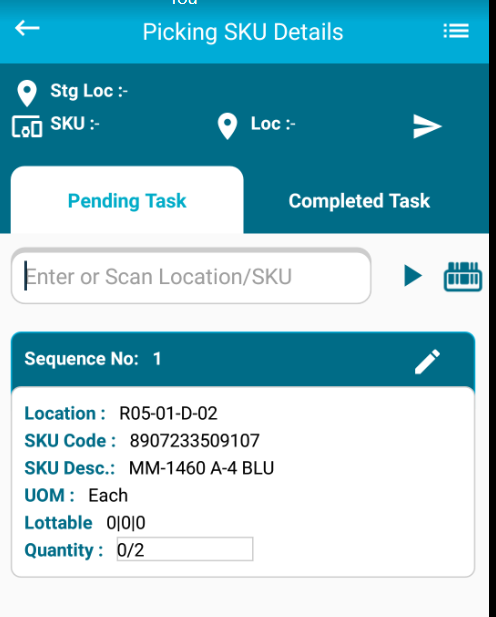 You
Picking SKU Details
Stg Loc :-
SKU :-
Loc :-
Pending Task
Completed Task
Enter or Scan Location/SKU
Sequence No: 1
Location : R05-01-D-02
SKU Code : 8907233509107
SKU Desc.: MM-1460 A-4 BLU
UOM : Each
Lottable 0|0|0
Quantity : 0/2